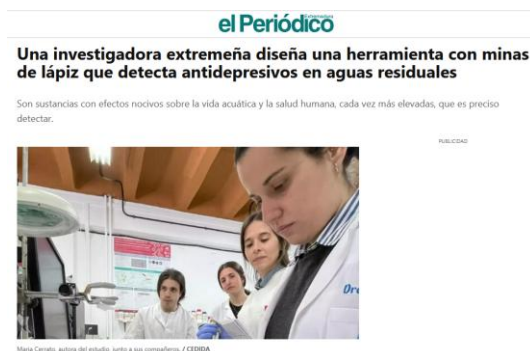 el Periódico
Extremadura
Una investigadora extremeña diseña una herramienta con minas
de lápiz que detecta antidepresivos en aguas residuales
Son sustancias con efectos nocivos sobre la vida acuática y la salud humana, cada vez más elevadas, que es preciso
detectar.
PUBLICIDAD
María Cerrato, autora del estudio, junto a sus compañeros. / CEDIDA